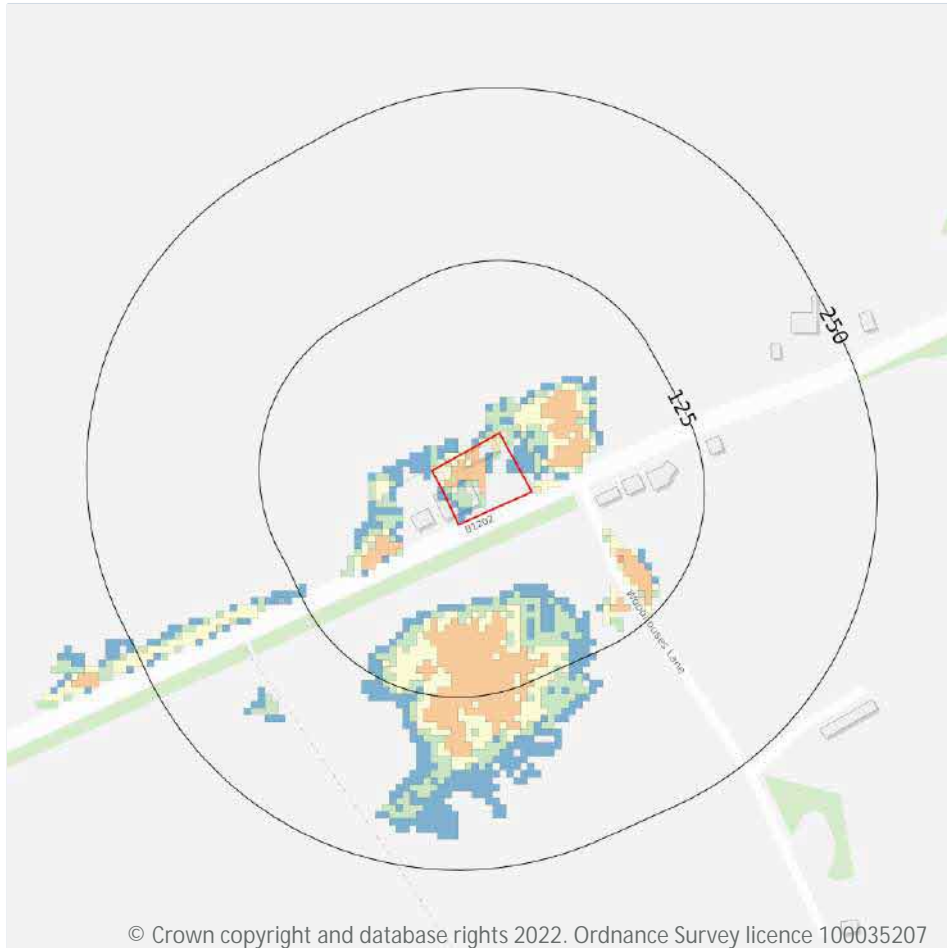 250
125
B1202
Woodhouses Lane
© Crown copyright and database rights 2022. Ordnance Survey licence 100035207